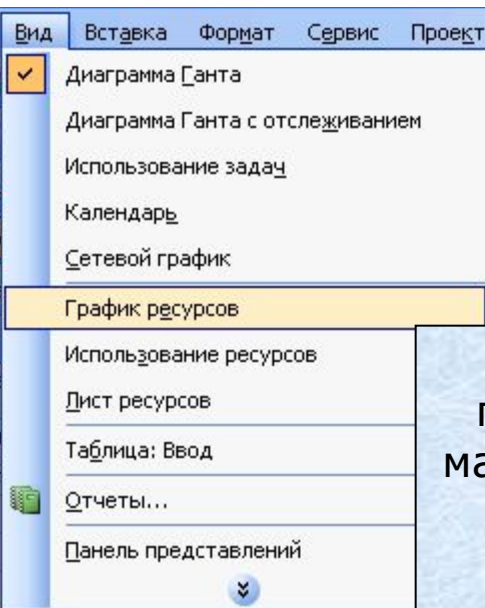 Вид Вставка Формат Сервис Проект
Диаграмма Ганта
Диаграмма Ганта с отслеживанием
Использование задач
Календарь
Сетевой график
График ресурсов
Использование ресурсов
Лист ресурсов
Таблица: Ввод
Отчеты...
Панель представлений